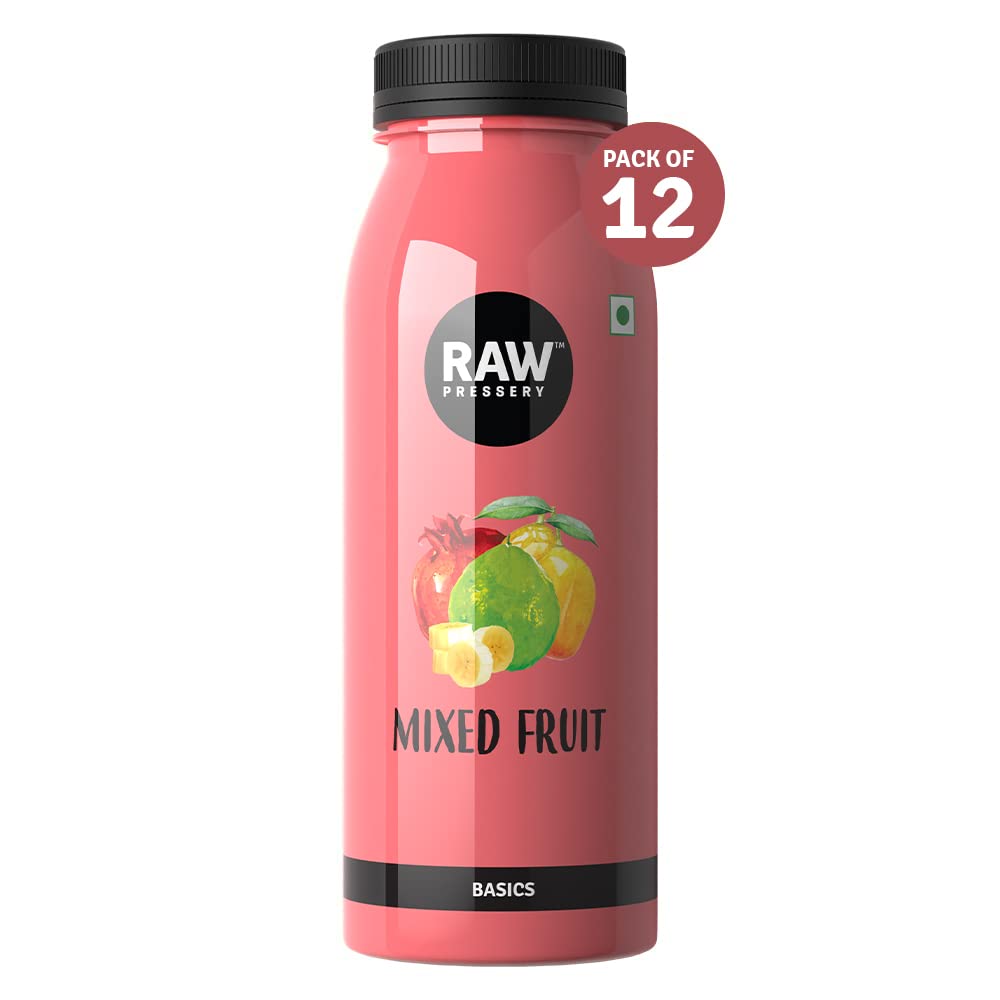 PACK OF
12
RAW™
PRESSERY
MIXED FRUIT
BASICS